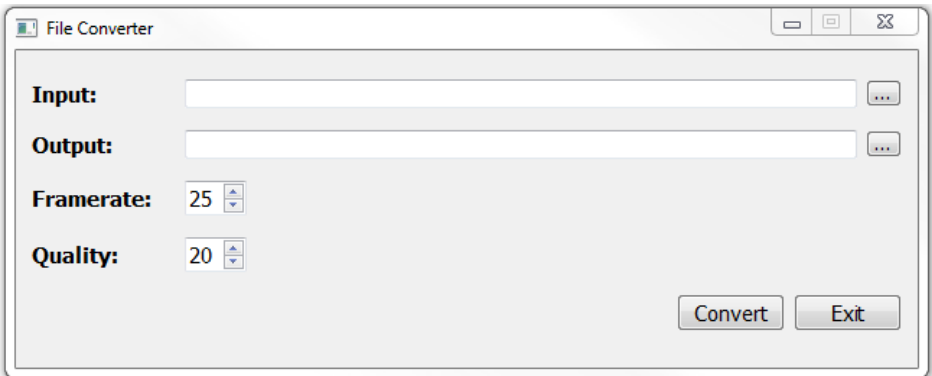 File Converter
Input: ...
Output: ...
Framerate: 25
Quality: 20
Convert Exit